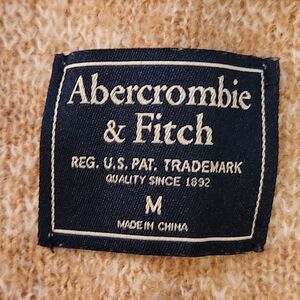 Abercrombie
& Fitch
REG. U.S. PAT. TRADEMARK
QUALITY SINCE 1892
M
MADE IN CHINA